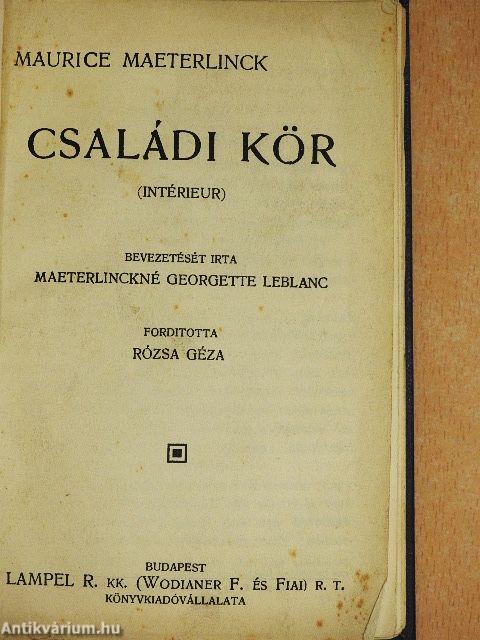 MAURICE MAETERLINCK
CSALÁDI KÖR
(INTÉRIEUR)
BEVEZETÉSÉT IRTA
MAETERLINCKNÉ GEORGETTE LEBLANC
FORDITOTTA
RÓZSA GÉZA
BUDAPEST
LAMPEL R. KK. (WODIANER F. ÉS FIAI) R. T.
KÖNYVKIADÓVÁLLALATA
Antikvárium.hu